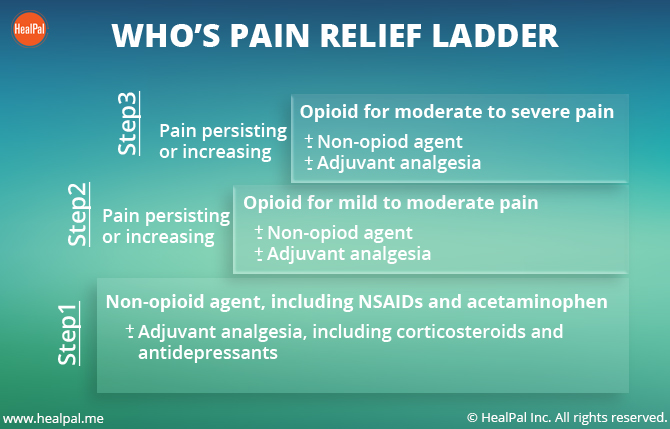 HealPal
WHO'S PAIN RELIEF LADDER
Step3
Pain persisting
or increasing
Opioid for moderate to severe pain
± Non-opiod agent
± Adjuvant analgesia
Step2
Pain persisting
or increasing
Opioid for mild to moderate pain
± Non-opiod agent
± Adjuvant analgesia
Step1
Non-opioid agent, including NSAIDs and acetaminophen
± Adjuvant analgesia, including corticosteroids and
antidepressants
www.healpal.me
© HealPal Inc. All rights reserved.